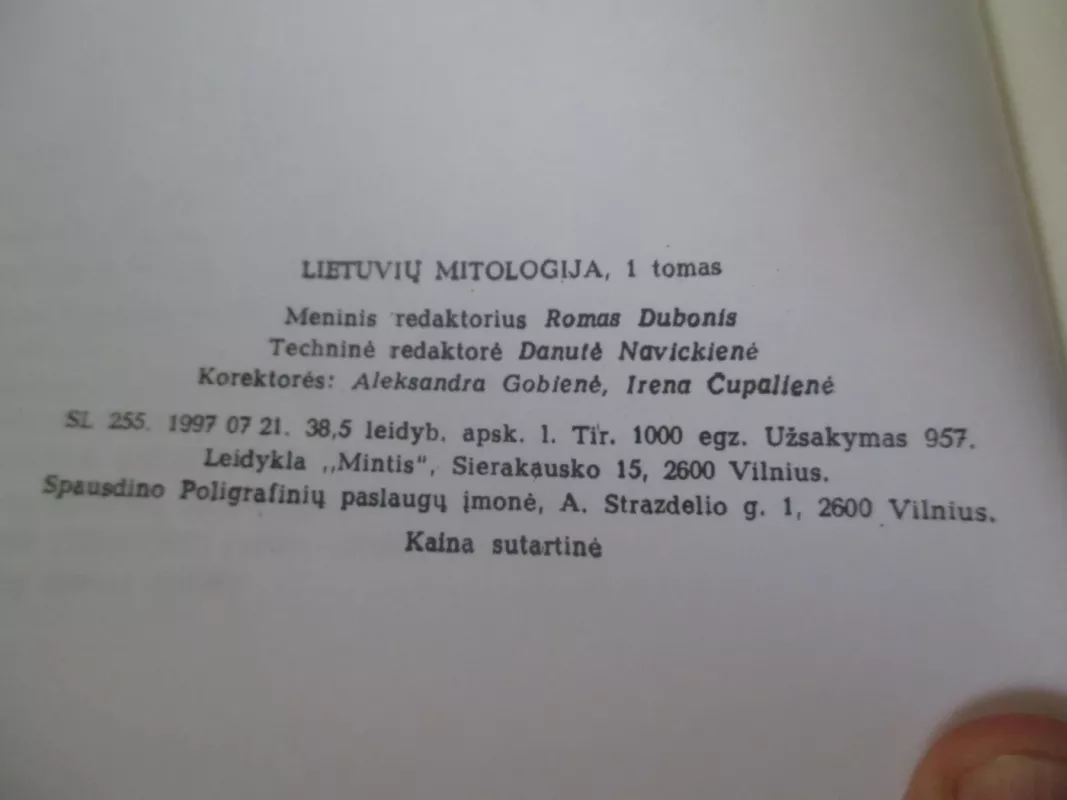 LIETUVIŲ MITOLOGIJA, 1 tomas
Meninis redaktorius Romas Dubonis
Techninė redaktorė Danutė Navickienė
Korektorės: Aleksandra Gobienė, Irena Čupalienė
SL 255. 1997 07 21. 38,5 leidyb. apsk. l. Tir. 1000 egz. Užsakymas 957.
Leidykla „Mintis“, Sierakausko 15, 2600 Vilnius.
Spausdino Poligrafinių paslaugų įmonė, A. Strazdelio g. 1, 2600 Vilnius.
Kaina sutartinė